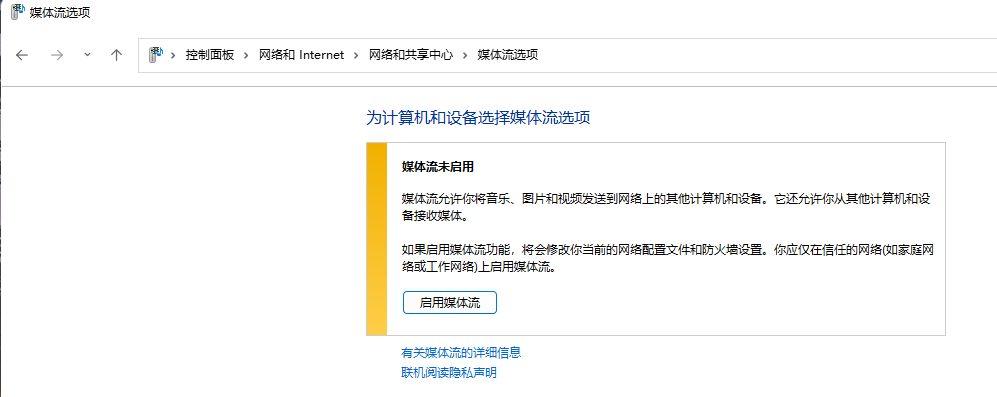 媒体流选项
控制面板 > 网络和 Internet > 网络和共享中心 > 媒体流选项
为计算机和设备选择媒体流选项
媒体流未启用
媒体流允许你将音乐、图片和视频发送到网络上的其他计算机和设备。它还允许你从其他计算机和设
备接收媒体。
如果启用媒体流功能，将会修改你当前的网络配置文件和防火墙设置。你应仅在信任的网络(如家庭网
络或工作网络)上启用媒体流。
启用媒体流
有关媒体流的详细信息
联机阅读隐私声明